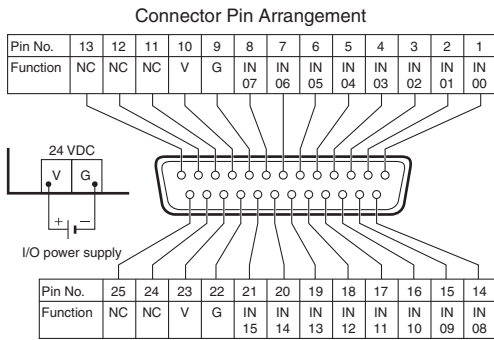 Connector Pin Arrangement
Pin No. 13 12 11 10 9 8 7 6 5 4 3 2 1
Function NC NC NC V G IN IN IN IN IN IN IN IN
07 06 05 04 03 02 01 00
24 VDC
V G
+ −
I/O power supply
Pin No. 25 24 23 22 21 20 19 18 17 16 15 14
Function NC NC V G IN IN IN IN IN IN IN IN
15 14 13 12 11 10 09 08